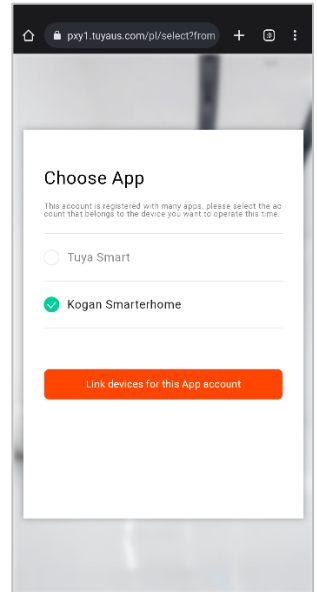 pxy1.tuyaus.com/pl/select?from
Choose App
This account is registered with many apps, please select the ac
count that belongs to the device you want to operate this time.
Tuya Smart
Kogan Smarterhome
Link devices for this App account